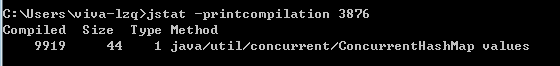 C:\Users\viva-lzq>jstat -printcompilation 3876
Compiled  Size  Type Method
    9919     44    1 java/util/concurrent/ConcurrentHashMap values